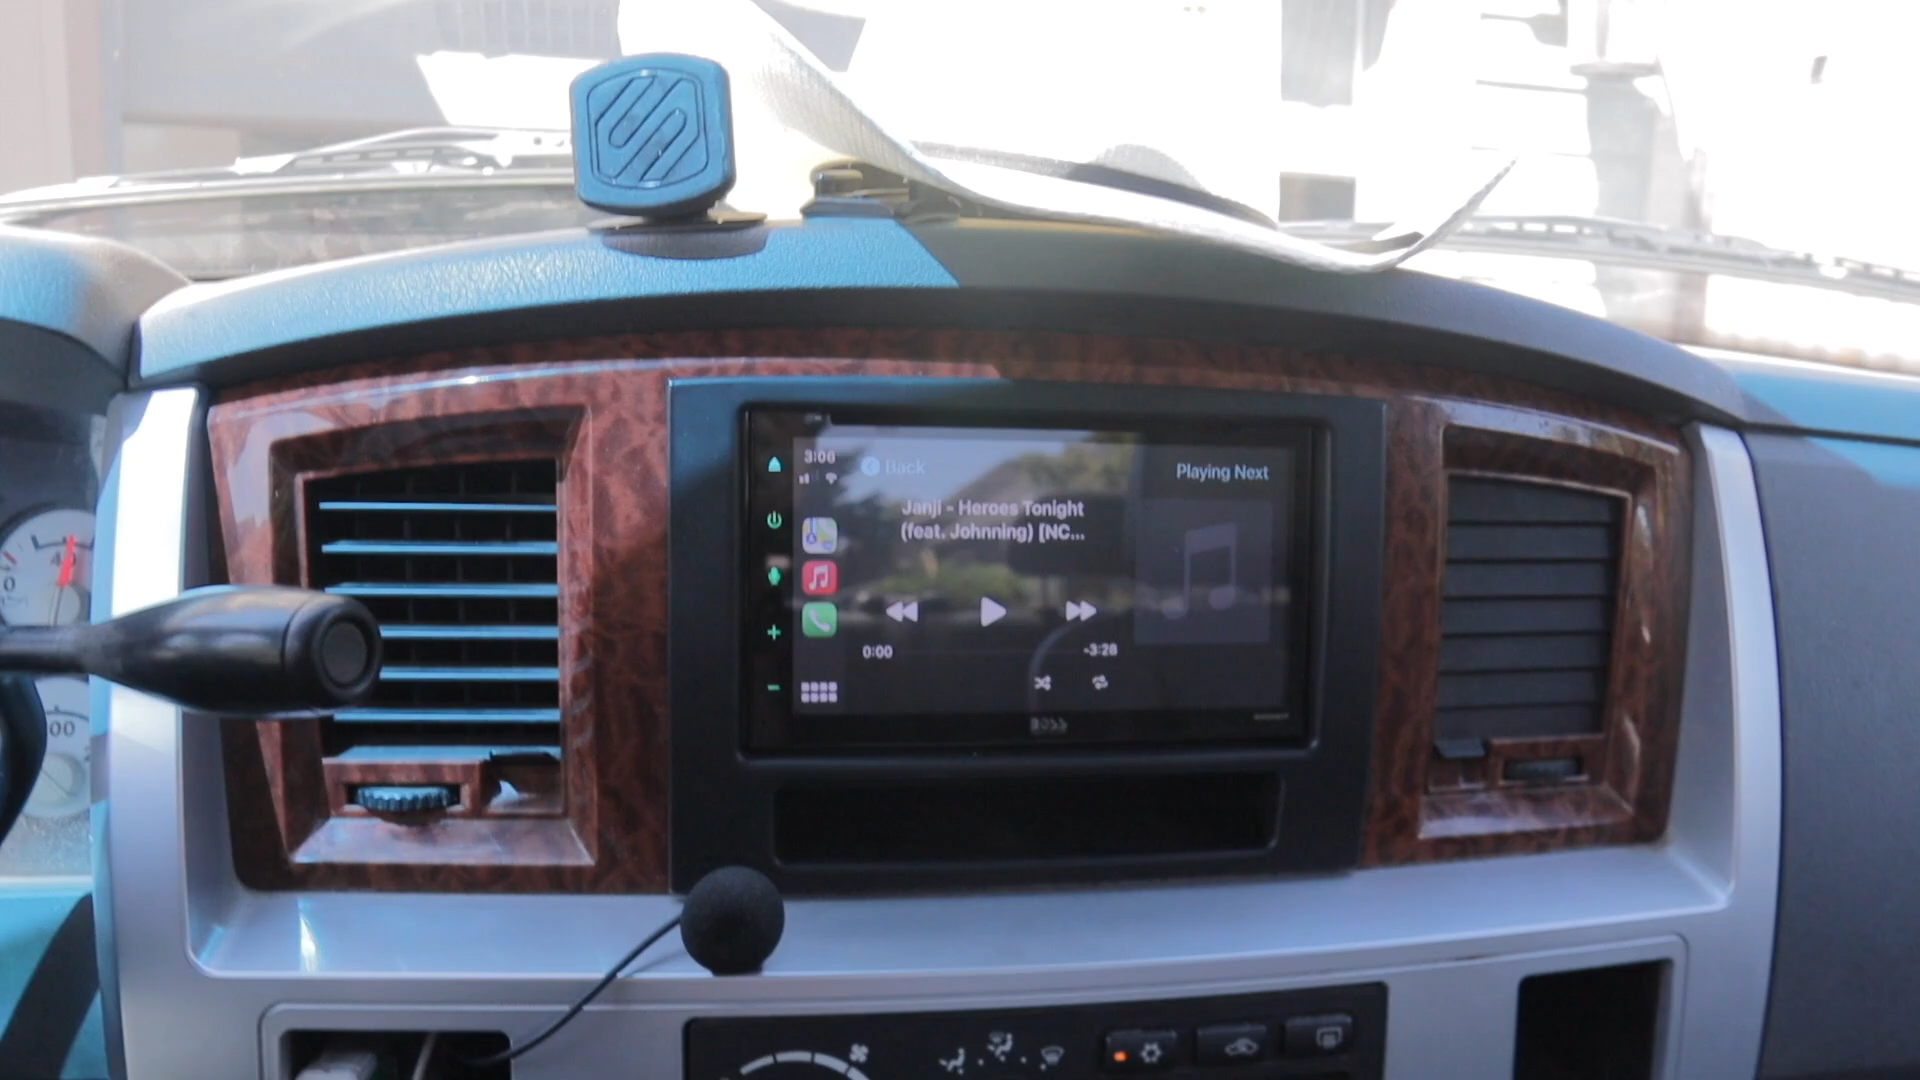 3:06
Back
Playing Next
Janji - Heroes Tonight
(feat. Johnning) [NC...
0:00
-3:28
BOSS